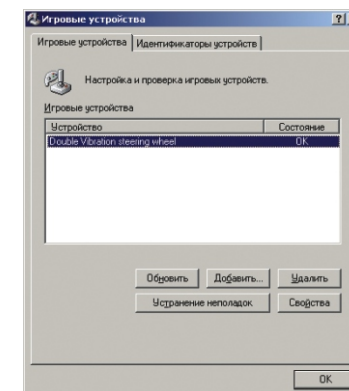 Игровые устройства
Игровые устройства Идентификаторы устройств
Настройка и проверка игровых устройств.
Игровые устройства
Устройство Состояние
Double Vibration steering wheel OK
Обновить Добавить... Удалить
Устранение неполадок Свойства
OK